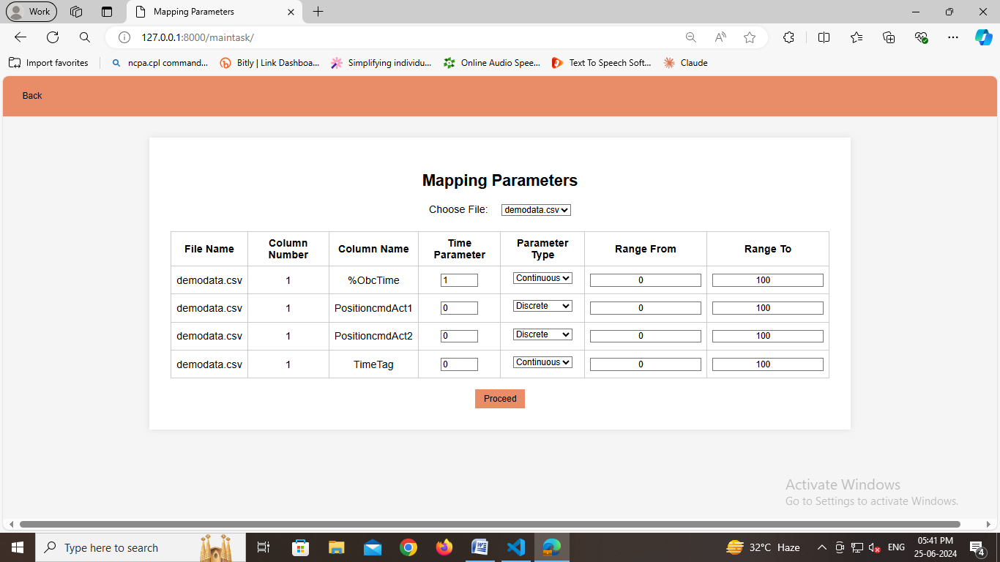 Work
Mapping Parameters
127.0.0.1:8000/maintask/
Import favorites
ncpa.cpl command...
Bitly | Link Dashboa...
Simplifying individu...
Online Audio Spee...
Text To Speech Soft...
Claude
Back
Mapping Parameters
Choose File: demodata.csv
File Name Column Number Column Name Time Parameter Parameter Type Range From Range To
demodata.csv 1 %ObcTime 1 Continuous 0 100
demodata.csv 1 PositioncmdAct1 0 Discrete 0 100
demodata.csv 1 PositioncmdAct2 0 Discrete 0 100
demodata.csv 1 TimeTag 0 Continuous 0 100
Proceed
Activate Windows
Go to Settings to activate Windows.
Type here to search
32°C Haze
ENG
05:41 PM
25-06-2024
4